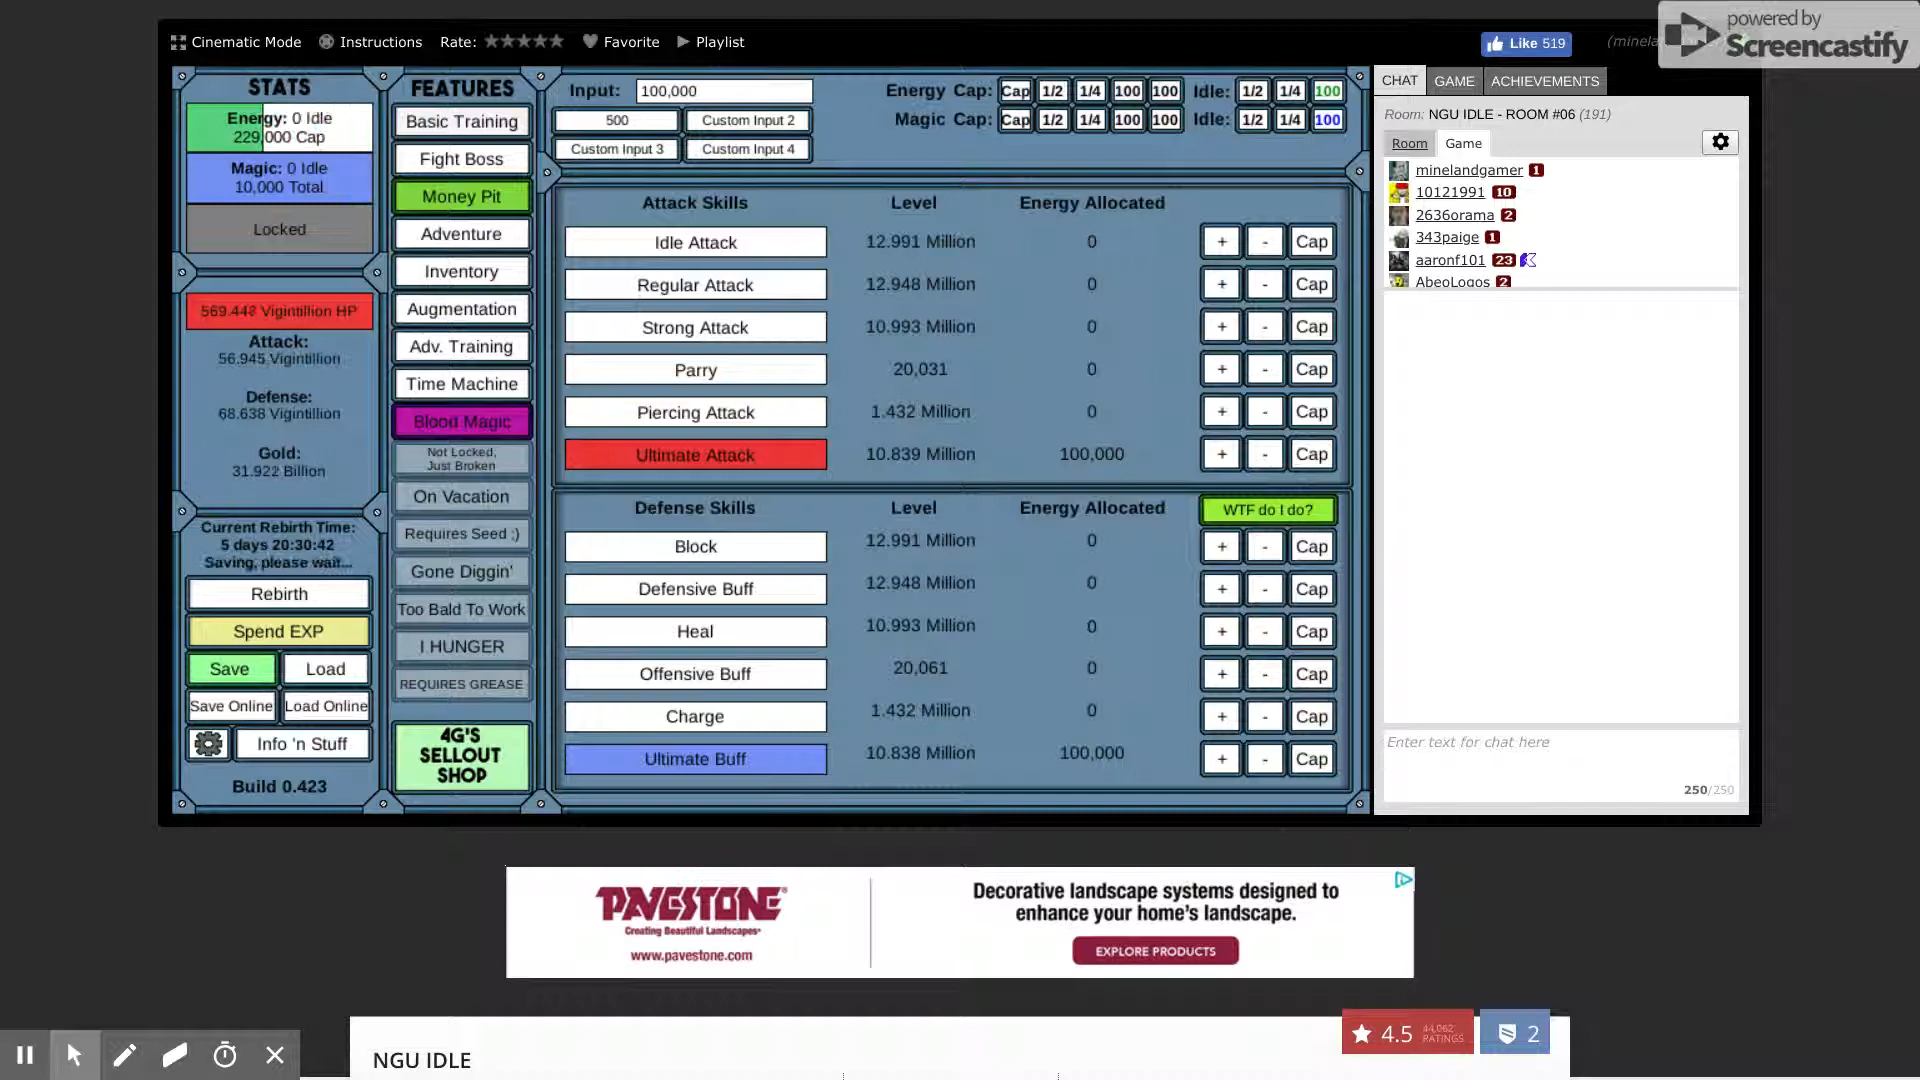 powered by
Screencastify
Cinematic Mode
Instructions
Rate:
Favorite
Playlist
Like 519
STATS
Energy: 0 Idle
229,000 Cap
Magic: 0 Idle
10,000 Total
Locked
Vigintillion HP
Attack:
56.945 Vigintillion
Defense:
68.638 Vigintillion
Gold:
31.922 Billion
Current Rebirth Time:
5 days 20:30:42
Saving, please wait...
Rebirth
Spend EXP
Save
Load
Save Online
Load Online
Info 'n Stuff
Build 0.423
FEATURES
Basic Training
Fight Boss
Money Pit
Adventure
Inventory
Augmentation
Adv. Training
Time Machine
Blood Magic
Not Locked,
Just Broken
On Vacation
Requires Seed ;)
Gone Diggin'
Too Bald To Work
I HUNGER
REQUIRES GREASE
4G'S
SELLOUT
SHOP
Input: 100,000
500
Custom Input 2
Custom Input 3
Custom Input 4
Energy Cap: Cap 1/2 1/4 100 100 Idle: 1/2 1/4 100
Magic Cap: Cap 1/2 1/4 100 100 Idle: 1/2 1/4 100
Attack Skills Level Energy Allocated
Idle Attack 12.991 Million 0 + - Cap
Regular Attack 12.948 Million 0 + - Cap
Strong Attack 10.993 Million 0 + - Cap
Parry 20,031 0 + - Cap
Piercing Attack 1.432 Million 0 + - Cap
Ultimate Attack 10.839 Million 100,000 + - Cap
Defense Skills Level Energy Allocated WTF do I do?
Block 12.991 Million 0 + - Cap
Defensive Buff 12.948 Million 0 + - Cap
Heal 10.993 Million 0 + - Cap
Offensive Buff 20,061 0 + - Cap
Charge 1.432 Million 0 + - Cap
Ultimate Buff 10.838 Million 100,000 + - Cap
CHAT
GAME
ACHIEVEMENTS
Room: NGU IDLE - ROOM #06 (191)
Room
Game
minelandgamer 1
10121991 10
2636orama 2
343paige 1
aaronf101 23
AbeoLogos 2
Enter text for chat here
250/250
PAVESTONE
Creating Beautiful Landscapes
www.pavestone.com
Decorative landscape systems designed to
enhance your home's landscape.
EXPLORE PRODUCTS
NGU IDLE
4.5
44,062
RATINGS
2